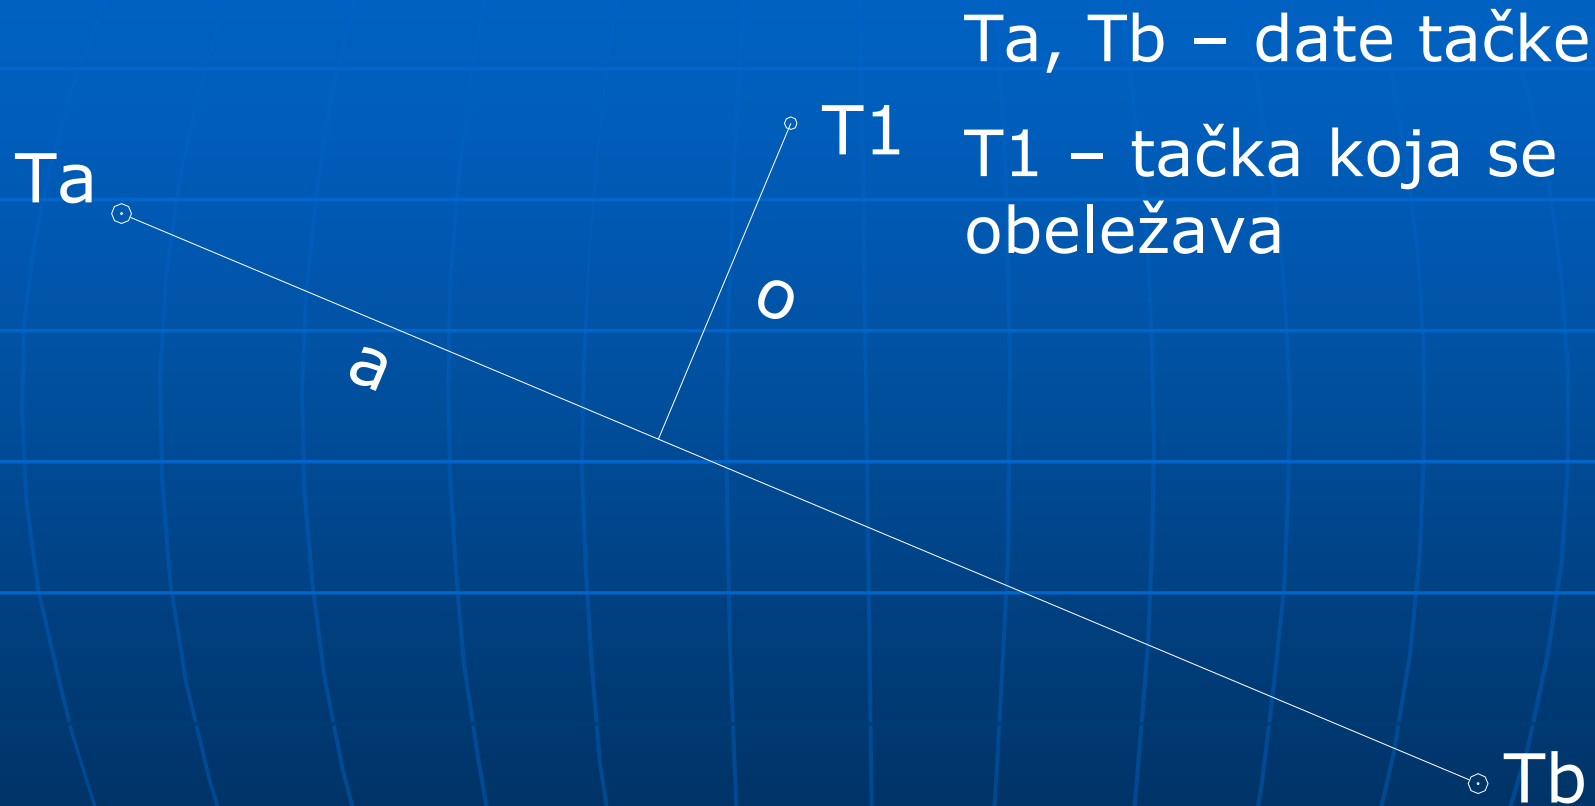 Ta, Tb – date tačke
T1
T1 – tačka koja se
obeležava
Ta
o
a
Tb